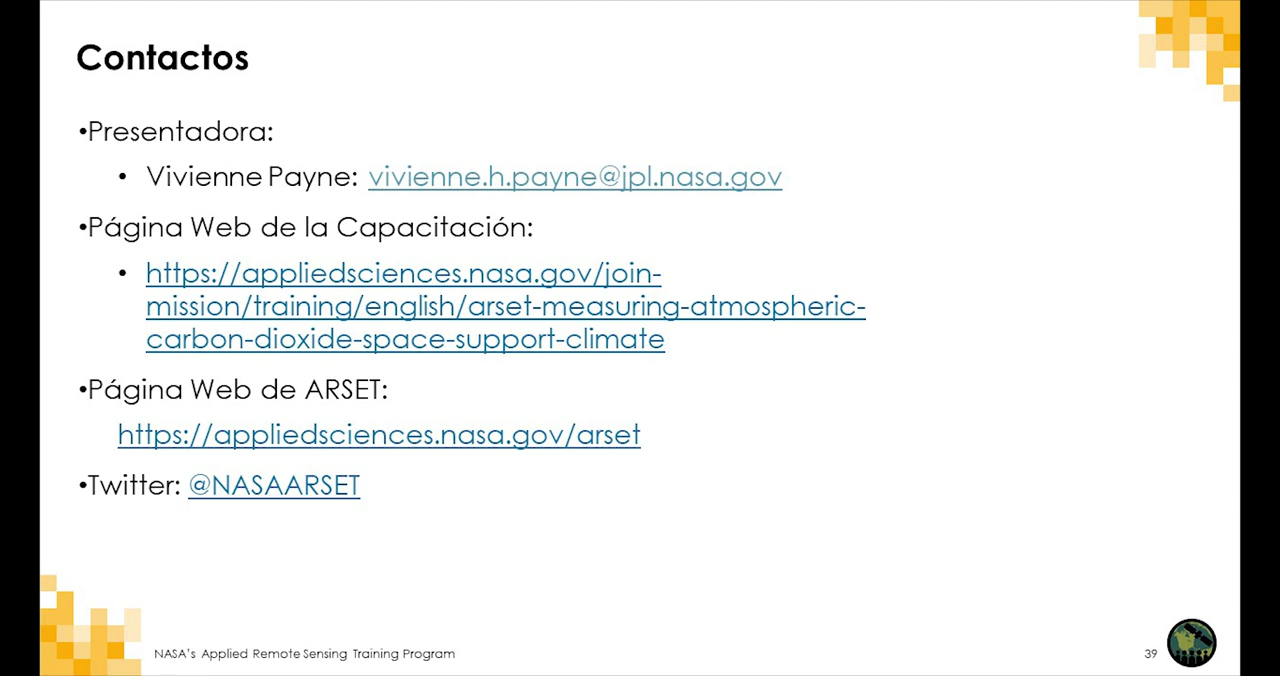 Contactos
•Presentadora:
• Vivienne Payne: vivienne.h.payne@jpl.nasa.gov
•Página Web de la Capacitación:
• https://appliedsciences.nasa.gov/join-
mission/training/english/arset-measuring-atmospheric-
carbon-dioxide-space-support-climate
•Página Web de ARSET:
https://appliedsciences.nasa.gov/arset
•Twitter: @NASAARSET
NASA's Applied Remote Sensing Training Program
39